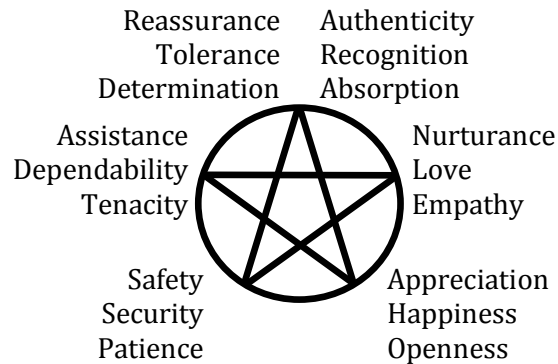 Reassurance
Tolerance
Determination
Authenticity
Recognition
Absorption
Assistance
Dependability
Tenacity
Nurturance
Love
Empathy
Safety
Security
Patience
Appreciation
Happiness
Openness